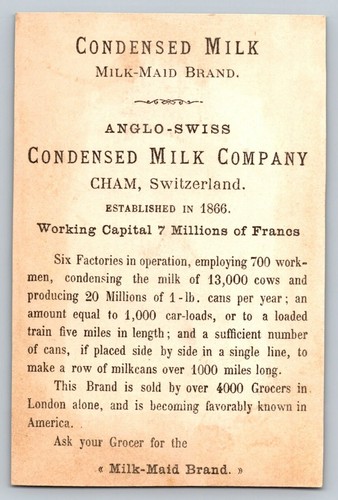 CONDENSED MILK
MILK-MAID BRAND.
ANGLO-SWISS
CONDENSED MILK COMPANY
CHAM, Switzerland.
ESTABLISHED IN 1866.
Working Capital 7 Millions of Francs
Six Factories in operation, employing 700 work-
men, condensing the milk of 13,000 cows and
producing 20 Millions of 1-lb. cans per year; an
amount equal to 1,000 car-loads, or to a loaded
train five miles in length; and a sufficient number
of cans, if placed side by side in a single line, to
make a row of milkcans over 1000 miles long.
This Brand is sold by over 4000 Grocers in
London alone, and is becoming favorably known in
America.
Ask your Grocer for the
« Milk-Maid Brand. »